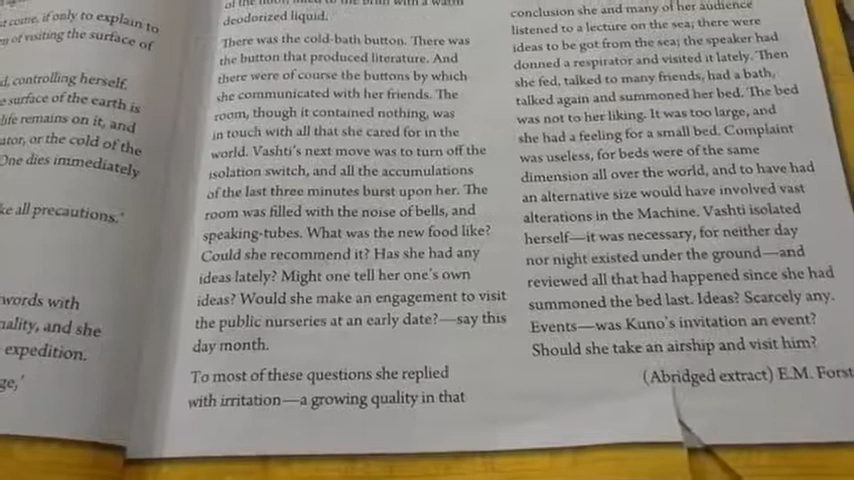 come, if only to explain to
of visiting the surface of
controlling herself.
surface of the earth is
life remains on it, and
or the cold of the
One dies immediately
all precautions.'
words with
and she
expedition.
deodorized liquid.
There was the cold-bath button. There was
the button that produced literature. And
there were of course the buttons by which
she communicated with her friends. The
room, though it contained nothing, was
in touch with all that she cared for in the
world. Vashti's next move was to turn off the
isolation switch, and all the accumulations
of the last three minutes burst upon her. The
room was filled with the noise of bells, and
speaking-tubes. What was the new food like?
Could she recommend it? Has she had any
ideas lately? Might one tell her one's own
ideas? Would she make an engagement to visit
the public nurseries at an early date?—say this
day month.
To most of these questions she replied
with irritation—a growing quality in that
conclusion she and many of her audience
listened to a lecture on the sea; there were
ideas to be got from the sea; the speaker had
donned a respirator and visited it lately. Then
she fed, talked to many friends, had a bath,
talked again and summoned her bed. The bed
was not to her liking. It was too large, and
she had a feeling for a small bed. Complaint
was useless, for beds were of the same
dimension all over the world, and to have had
an alternative size would have involved vast
alterations in the Machine. Vashti isolated
herself—it was necessary, for neither day
nor night existed under the ground—and
reviewed all that had happened since she had
summoned the bed last. Ideas? Scarcely any.
Events—was Kuno's invitation an event?
Should she take an airship and visit him?
(Abridged extract) E.M. Forst